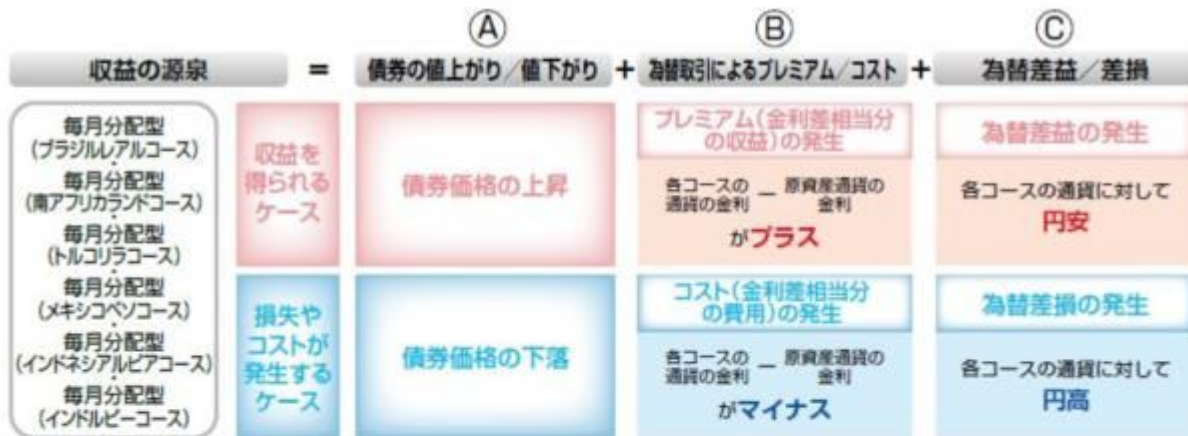 Ⓐ Ⓑ Ⓒ
収益の源泉 = 債券の値上がり/値下がり + 為替取引によるプレミアム/コスト + 為替差益/差損
毎月分配型
(ブラジルレアルコース)
・
毎月分配型
(南アフリカランドコース)
・
毎月分配型
(トルコリラコース)
・
毎月分配型
(メキシコペソコース)
・
毎月分配型
(インドネシアルピアコース)
・
毎月分配型
(インドルピーコース)
収益を
得られる
ケース
債券価格の上昇
プレミアム(金利差相当分
の収益)の発生
各コースの
通貨の金利
ー
原資産通貨の
金利
がプラス
為替差益の発生
各コースの通貨に対して
円安
損失や
コストが
発生する
ケース
債券価格の下落
コスト(金利差相当分
の費用)の発生
各コースの
通貨の金利
ー
原資産通貨の
金利
がマイナス
為替差損の発生
各コースの通貨に対して
円高